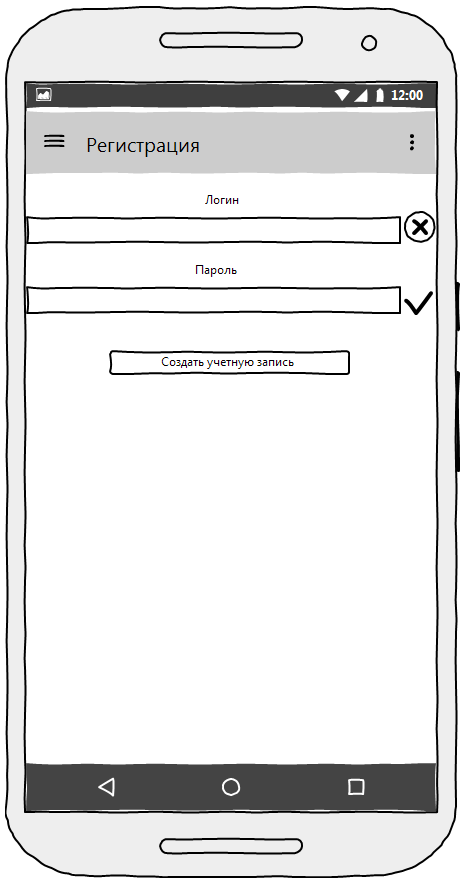 12:00
Регистрация
Логин
Пароль
Создать учетную запись